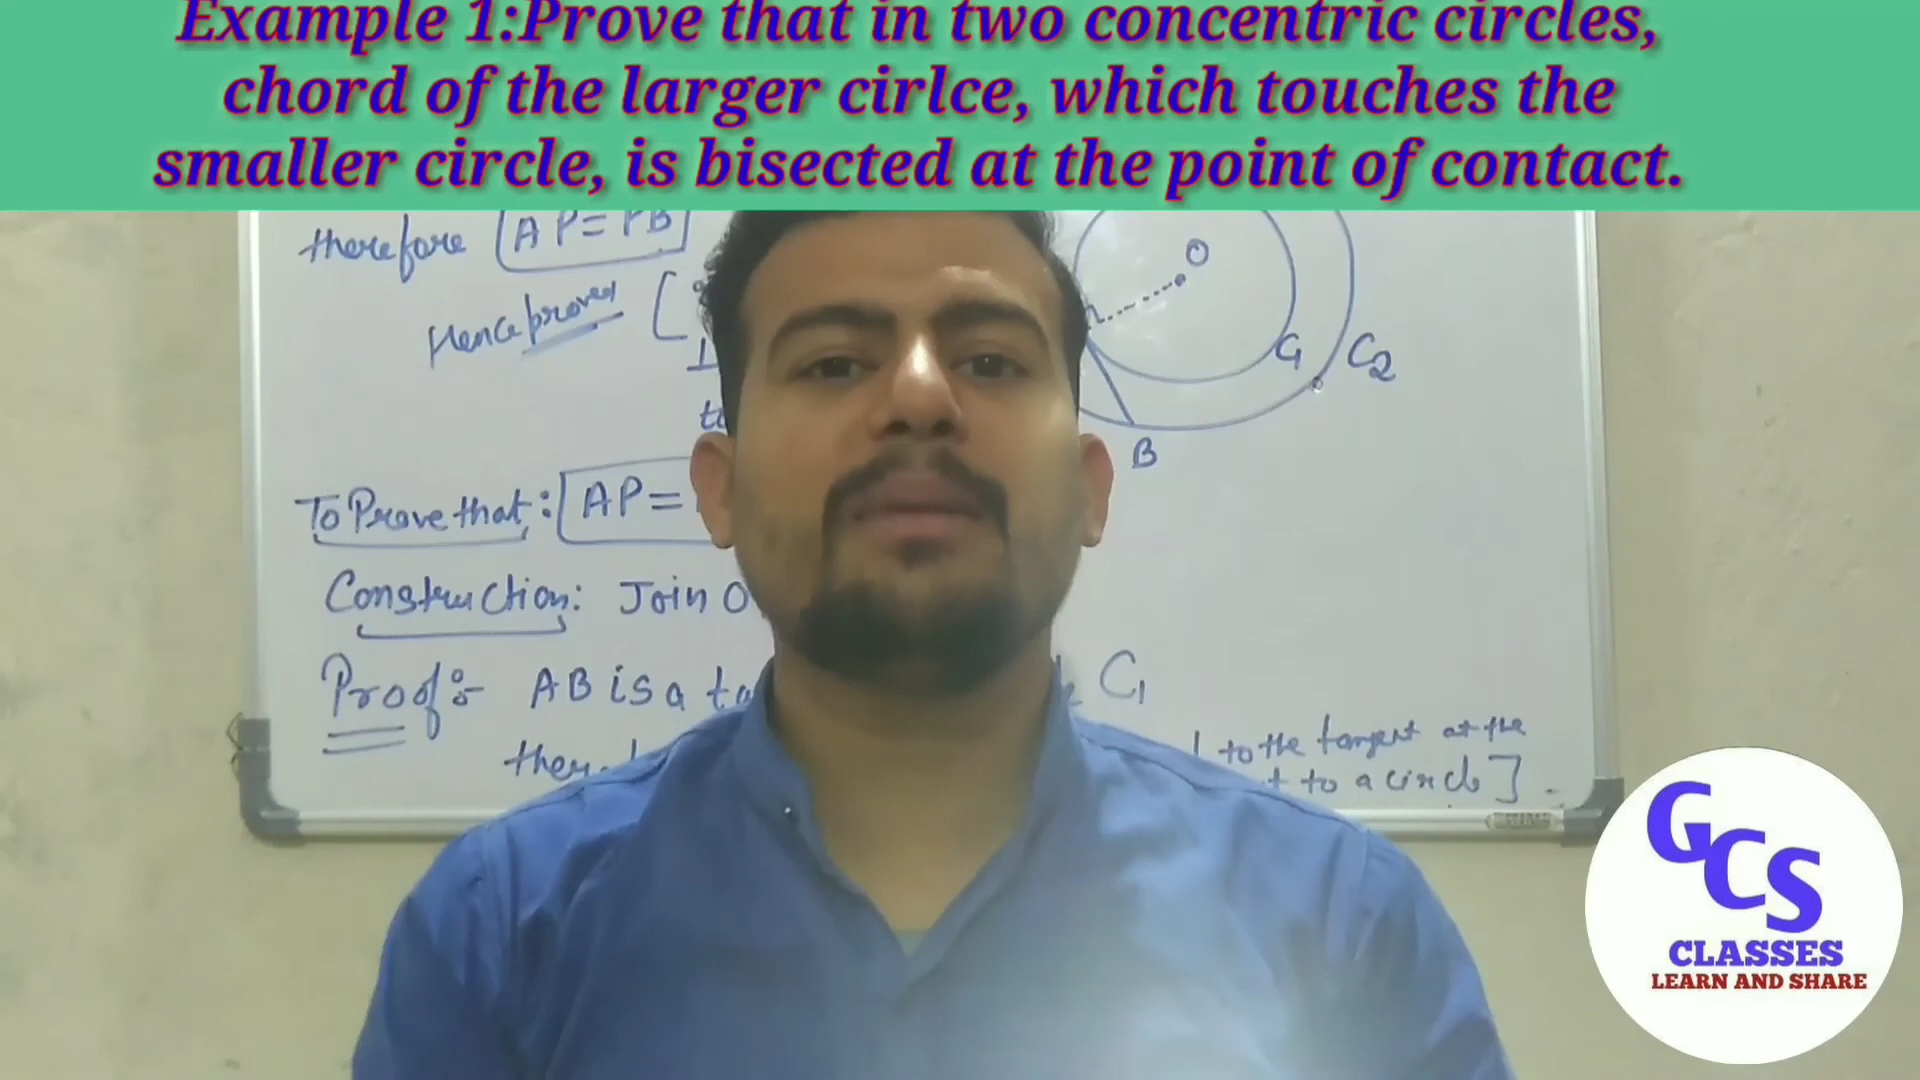 Example 1:Prove that in two concentric circles,
chord of the larger cirlce, which touches the
smaller circle, is bisected at the point of contact.
therefore [AP=PB]
Hence proved [
O
C1 C2
B
To Prove that: AP=
Construction: Join O
Proof:- AB is a ta C1
to the tangent at the
to a circle]
GCS
CLASSES
LEARN AND SHARE